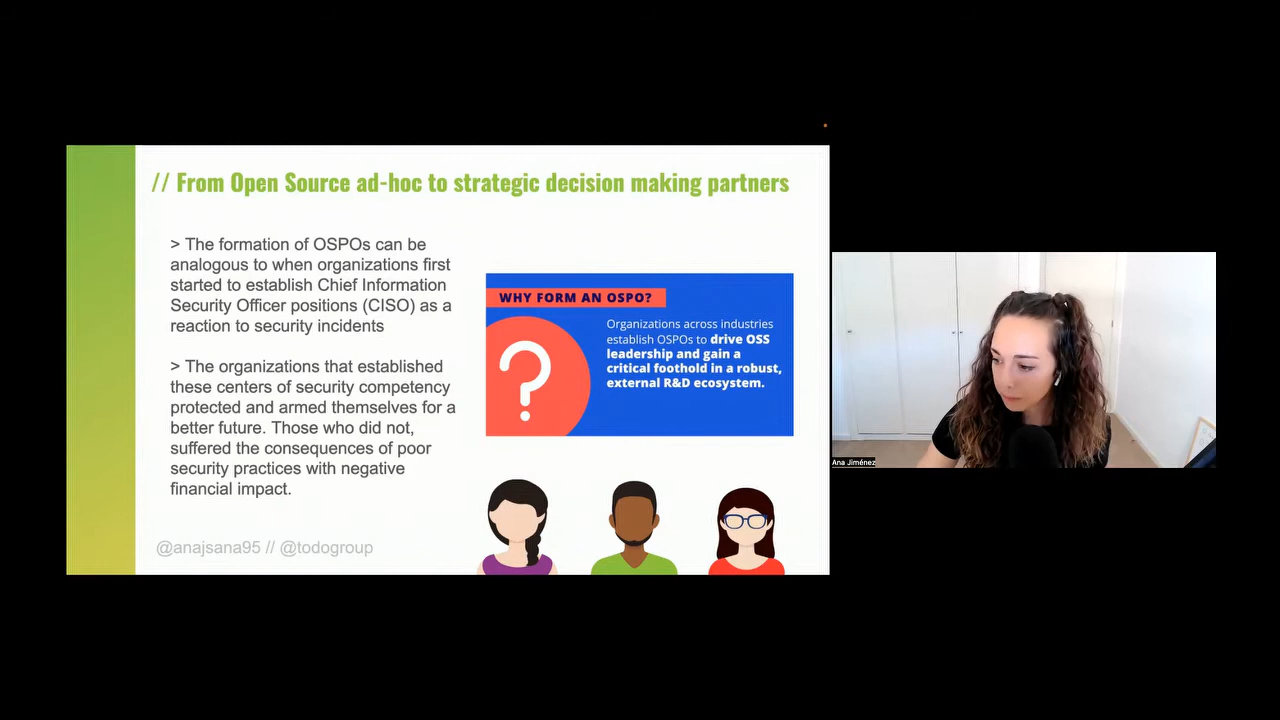 // From Open Source ad-hoc to strategic decision making partners
> The formation of OSPOs can be
analogous to when organizations first
started to establish Chief Information
Security Officer positions (CISO) as a
reaction to security incidents
> The organizations that established
these centers of security competency
protected and armed themselves for a
better future. Those who did not,
suffered the consequences of poor
security practices with negative
financial impact.
WHY FORM AN OSPO?
Organizations across industries
establish OSPOs to drive OSS
leadership and gain a
critical foothold in a robust,
external R&D ecosystem.
?
@anajsana95 // @todogroup
Ana Jiménez